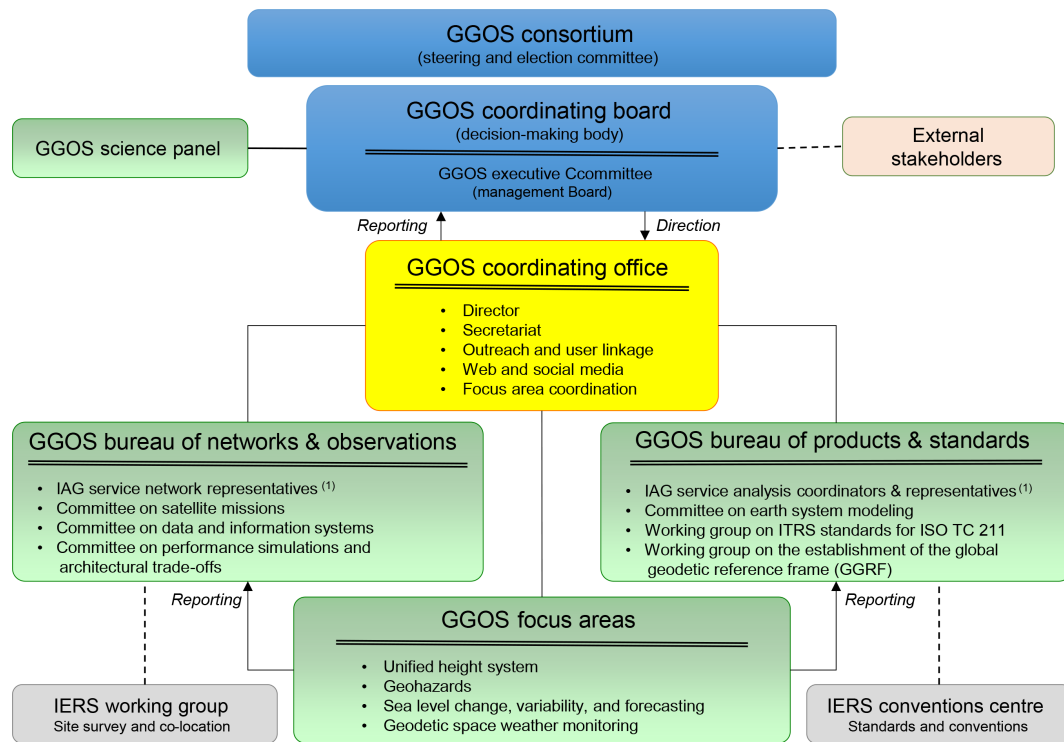 GGOS consortium
(steering and election committee)
GGOS coordinating board
(decision-making body)
GGOS executive Ccommittee
(management Board)
GGOS science panel
External
stakeholders
Reporting
Direction
GGOS coordinating office
• Director
• Secretariat
• Outreach and user linkage
• Web and social media
• Focus area coordination
GGOS bureau of networks & observations
• IAG service network representatives (1)
• Committee on satellite missions
• Committee on data and information systems
• Committee on performance simulations and
architectural trade-offs
GGOS bureau of products & standards
• IAG service analysis coordinators & representatives (1)
• Committee on earth system modeling
• Working group on ITRS standards for ISO TC 211
• Working group on the establishment of the global
geodetic reference frame (GGRF)
Reporting
Reporting
GGOS focus areas
• Unified height system
• Geohazards
• Sea level change, variability, and forecasting
• Geodetic space weather monitoring
IERS working group
Site survey and co-location
IERS conventions centre
Standards and conventions